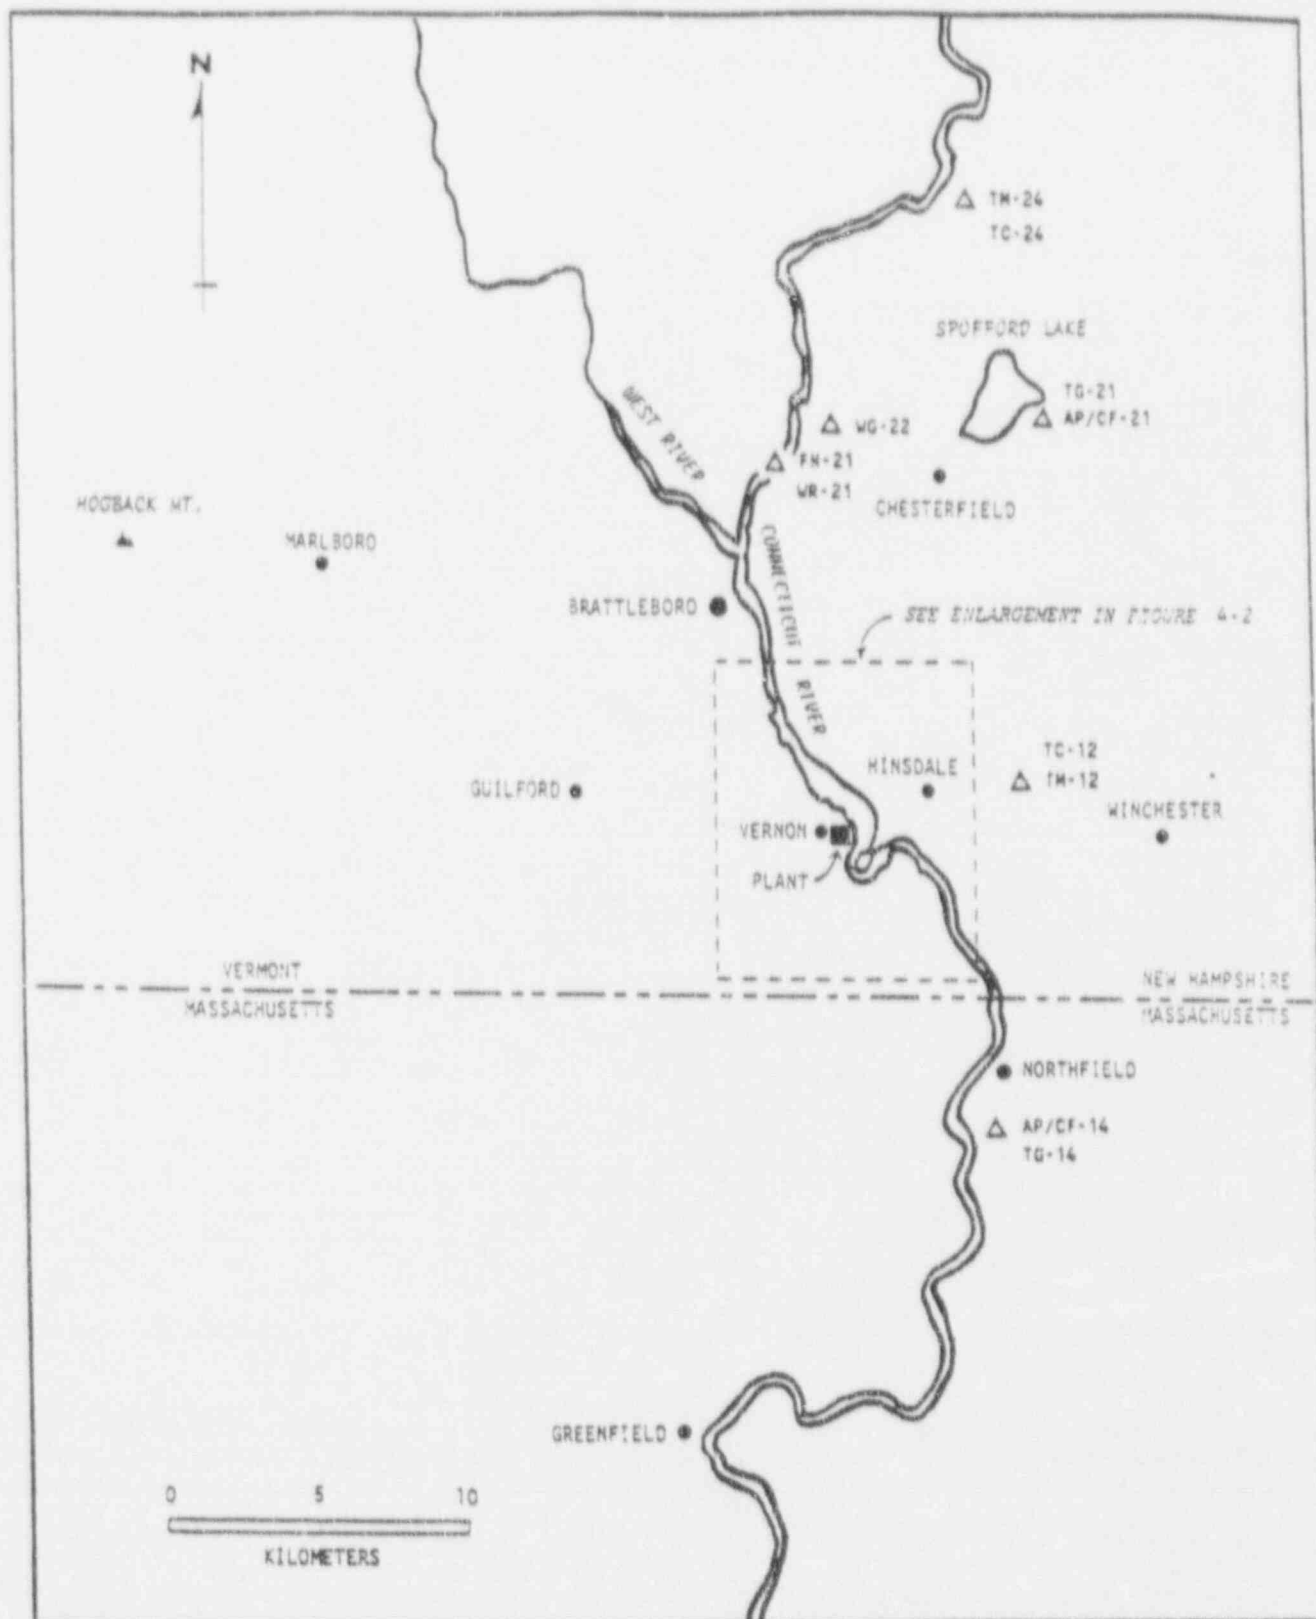 N
TM-24
TC-24
SPOFFORD LAKE
TG-21
AP/CF-21
WEST RIVER
WG-22
FH-21
WR-21
CHESTERFIELD
HOGBACK MT.
MARLBORO
CONNECTICUT RIVER
BRATTLEBORO
SEE ENLARGEMENT IN FIGURE 4-2
TC-12
TM-12
HINSDALE
GUILFORD
WINCHESTER
VERNON
PLANT
VERMONT
MASSACHUSETTS
NEW HAMPSHIRE
MASSACHUSETTS
NORTHFIELD
AP/CF-14
TG-14
GREENFIELD
0 5 10
KILOMETERS